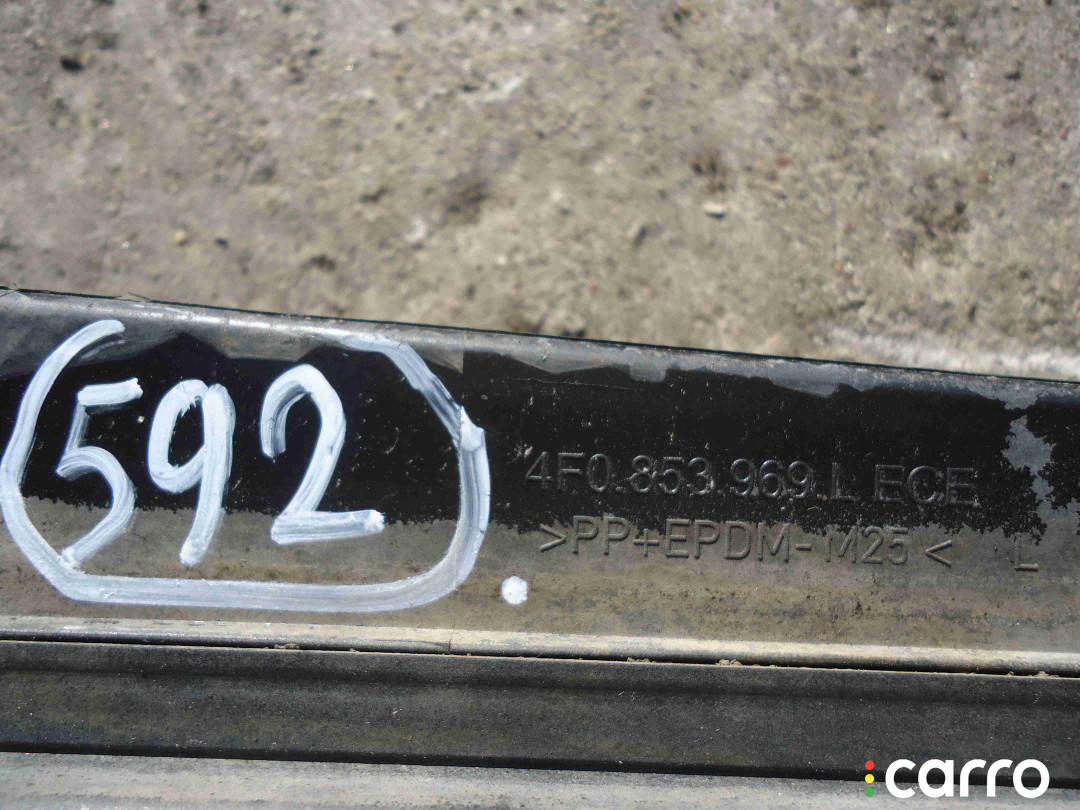 592
4F0.853.969.L ECE
>PP+EPDM-M25< L
carro